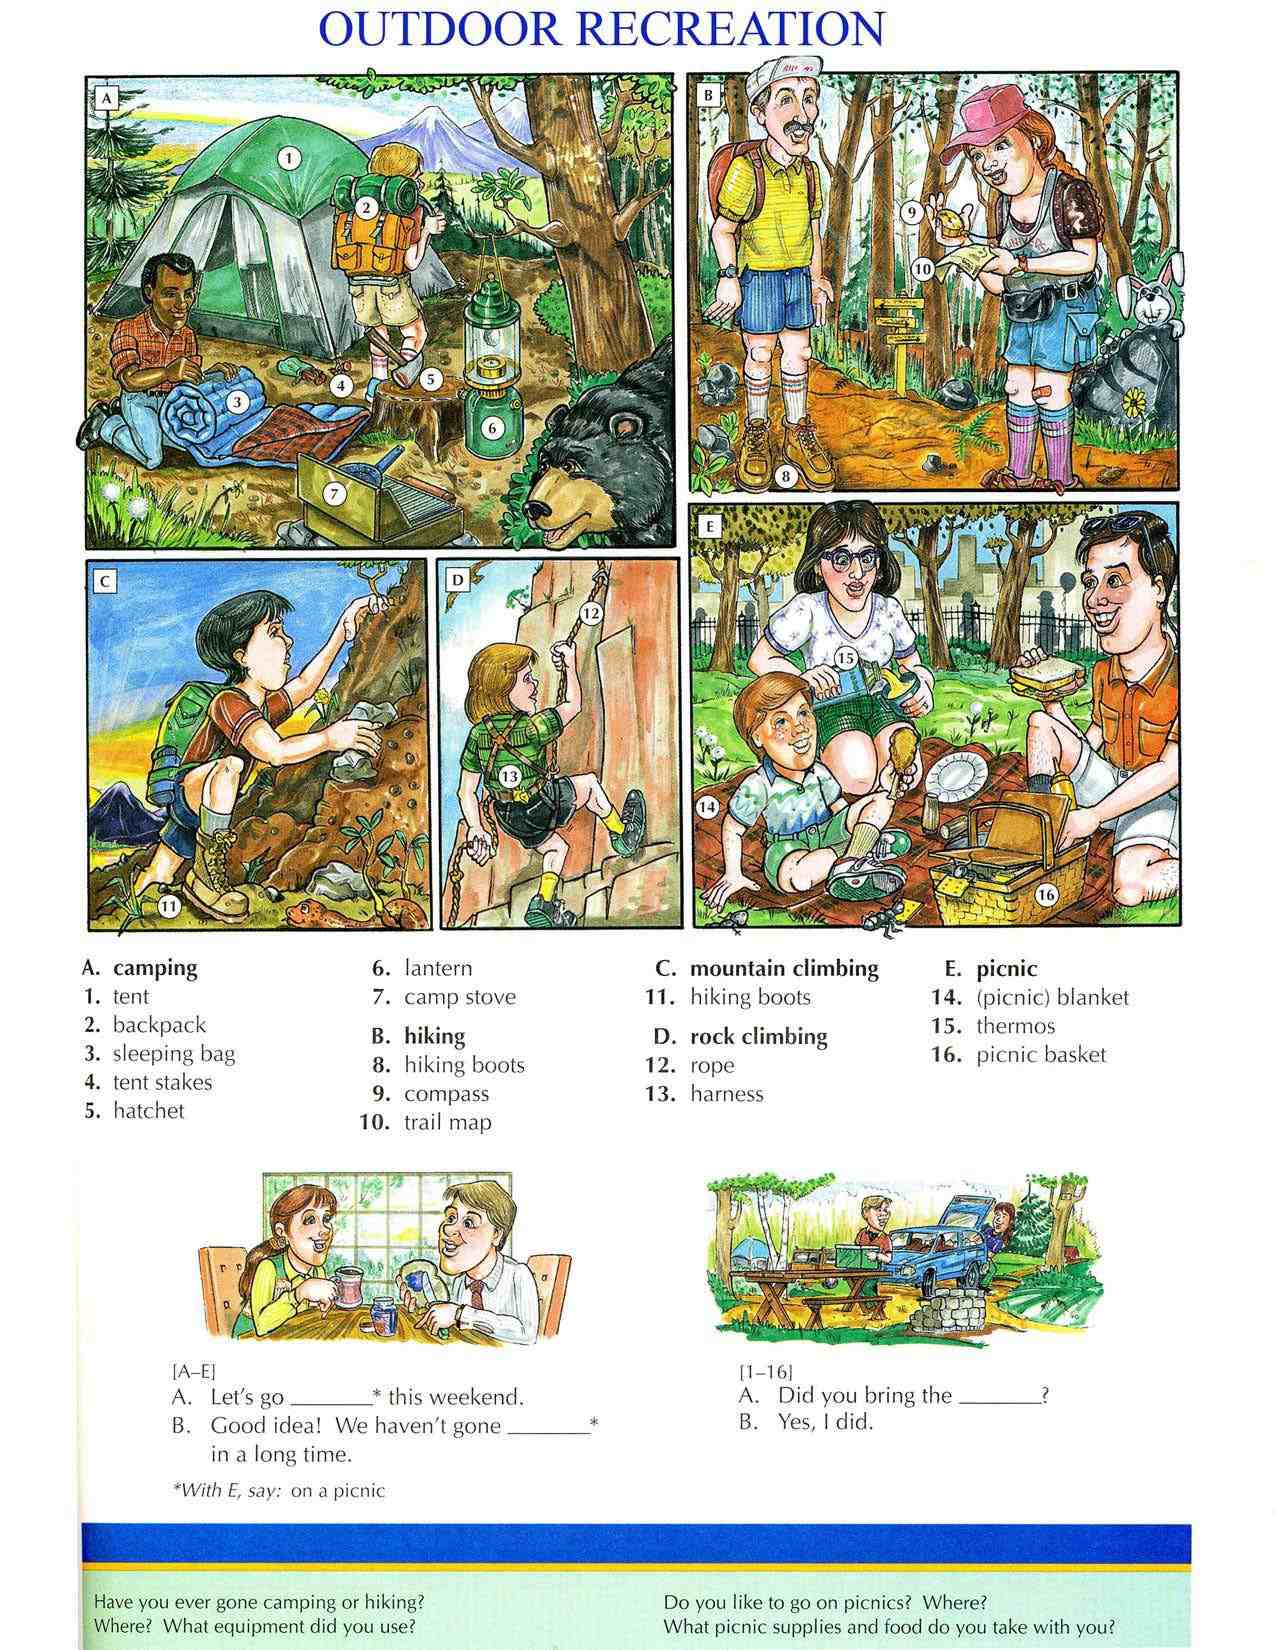 OUTDOOR RECREATION
A
1
2
3
4
5
6
7
B
9
10
8
C
11
D
12
13
E
15
14
16
A. camping
1. tent
2. backpack
3. sleeping bag
4. tent stakes
5. hatchet
6. lantern
7. camp stove
B. hiking
8. hiking boots
9. compass
10. trail map
C. mountain climbing
11. hiking boots
D. rock climbing
12. rope
13. harness
E. picnic
14. (picnic) blanket
15. thermos
16. picnic basket
[A–E]
A. Let's go ______* this weekend.
B. Good idea! We haven't gone ______*
in a long time.
*With E, say: on a picnic
[1–16]
A. Did you bring the ______?
B. Yes, I did.
Have you ever gone camping or hiking?
Where? What equipment did you use?
Do you like to go on picnics? Where?
What picnic supplies and food do you take with you?